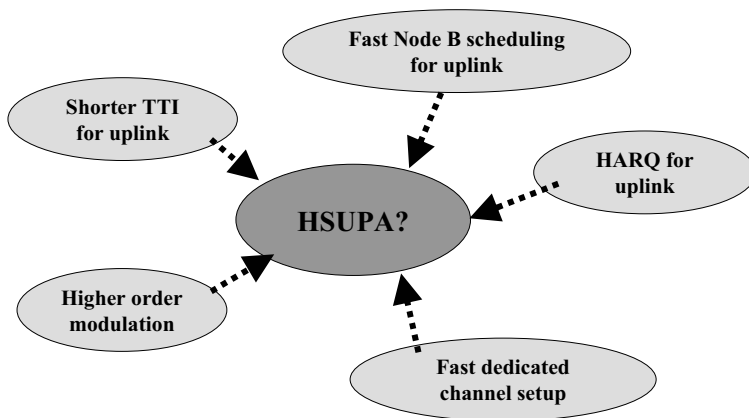 Fast Node B scheduling
for uplink
Shorter TTI
for uplink
HARQ for
uplink
HSUPA?
Higher order
modulation
Fast dedicated
channel setup